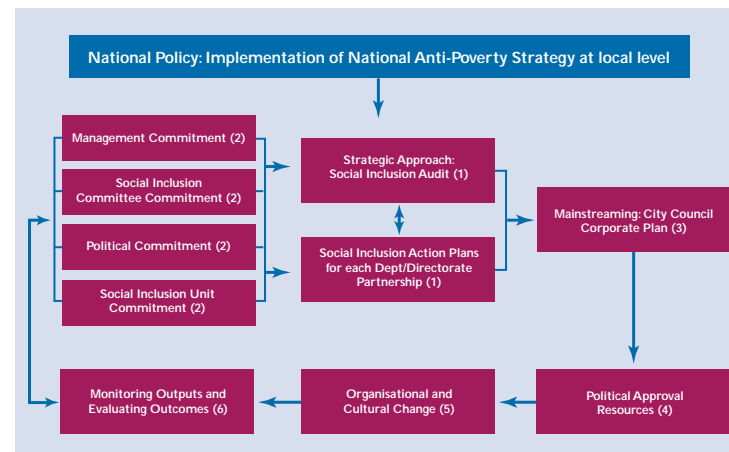 National Policy: Implementation of National Anti-Poverty Strategy at local level
Management Commitment (2)
Social Inclusion
Committee Commitment (2)
Political Commitment (2)
Social Inclusion Unit
Commitment (2)
Strategic Approach:
Social Inclusion Audit (1)
Social Inclusion Action Plans
for each Dept/Directorate
Partnership (1)
Mainstreaming: City Council
Corporate Plan (3)
Political Approval
Resources (4)
Organisational and
Cultural Change (5)
Monitoring Outputs and
Evaluating Outcomes (6)